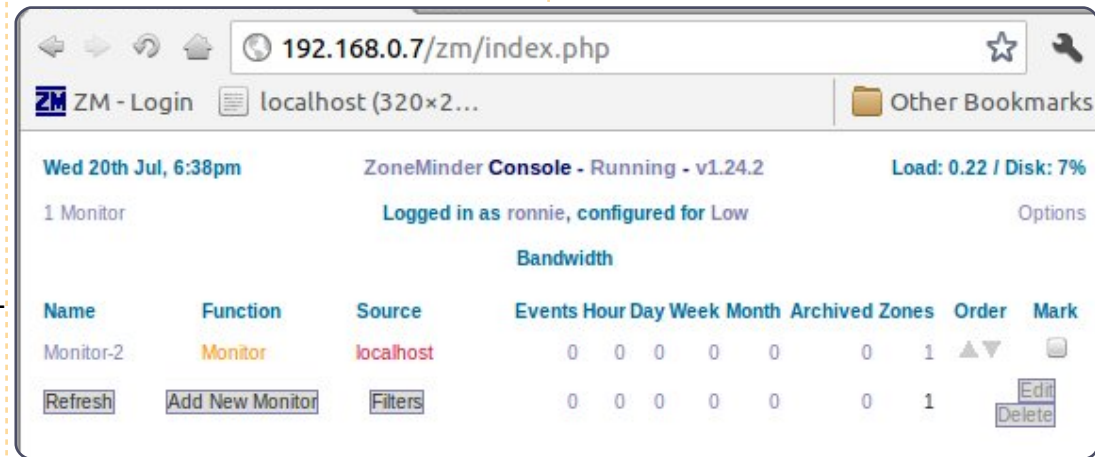 192.168.0.7/zm/index.php
ZM ZM - Login localhost (320×2... Other Bookmarks
Wed 20th Jul, 6:38pm ZoneMinder Console - Running - v1.24.2 Load: 0.22 / Disk: 7%
1 Monitor Logged in as ronnie, configured for Low Options
Bandwidth
Name Function Source Events Hour Day Week Month Archived Zones Order Mark
Monitor-2 Monitor localhost 0 0 0 0 0 0 1
Refresh Add New Monitor Filters 0 0 0 0 0 0 1 Edit
Delete